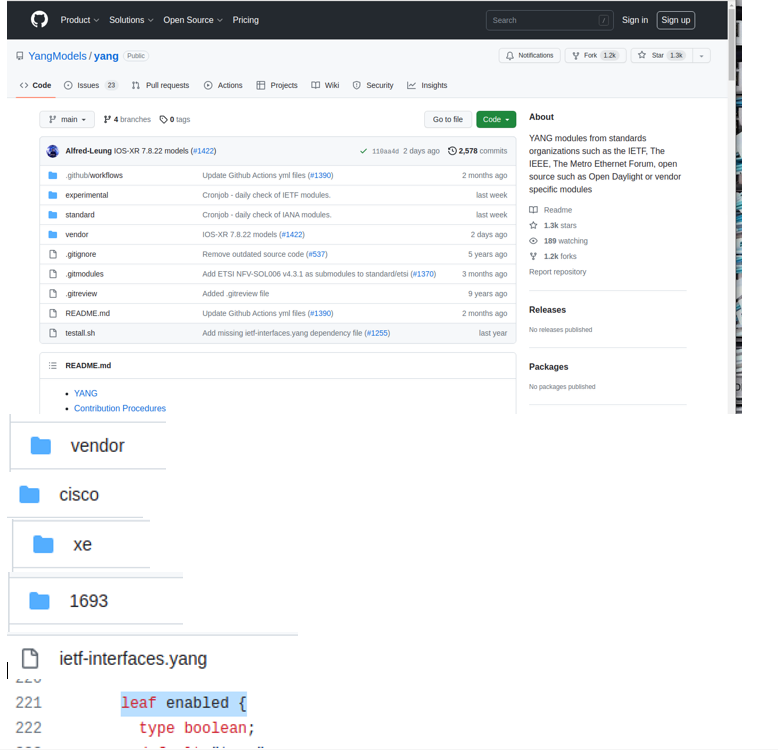 Product Solutions Open Source Pricing Search / Sign in Sign up
YangModels / yang Public Notifications Fork 1.2k Star 1.3k
Code Issues 23 Pull requests Actions Projects Wiki Security Insights
main 4 branches 0 tags Go to file Code
About
Alfred-Leung IOS-XR 7.8.22 models (#1422) 110aa4d 2 days ago 2,578 commits
YANG modules from standards
organizations such as the IETF, The
IEEE, The Metro Ethernet Forum, open
source such as Open Daylight or vendor
specific modules
.github/workflows Update Github Actions yml files (#1390) 2 months ago
experimental Cronjob - daily check of IETF modules. last week
standard Cronjob - daily check of IANA modules. last week
vendor IOS-XR 7.8.22 models (#1422) 2 days ago
.gitignore Remove outdated source code (#537) 5 years ago
.gitmodules Add ETSI NFV-SOL006 v4.3.1 as submodules to standard/etsi (#1370) 3 months ago
.gitreview Added .gitreview file 9 years ago
README.md Update Github Actions yml files (#1390) 2 months ago
testall.sh Add missing ietf-interfaces.yang dependency file (#1255) last year
Readme
1.3k stars
189 watching
1.2k forks
Report repository
Releases
No releases published
Packages
No packages published
README.md
YANG
Contribution Procedures
vendor
cisco
xe
1693
ietf-interfaces.yang
221 leaf enabled {
222 type boolean;